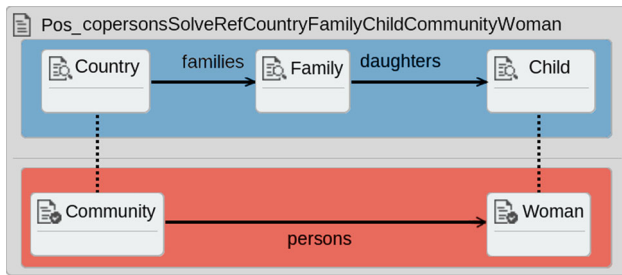 Pos_copersonsSolveRefCountryFamilyChildCommunityWoman
Country families Family daughters Child
Community persons Woman